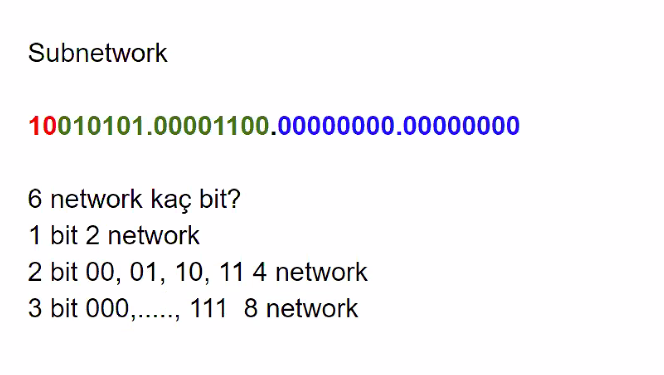 Subnetwork
10010101.00001100.00000000.00000000
6 network kaç bit?
1 bit 2 network
2 bit 00, 01, 10, 11 4 network
3 bit 000,....., 111  8 network